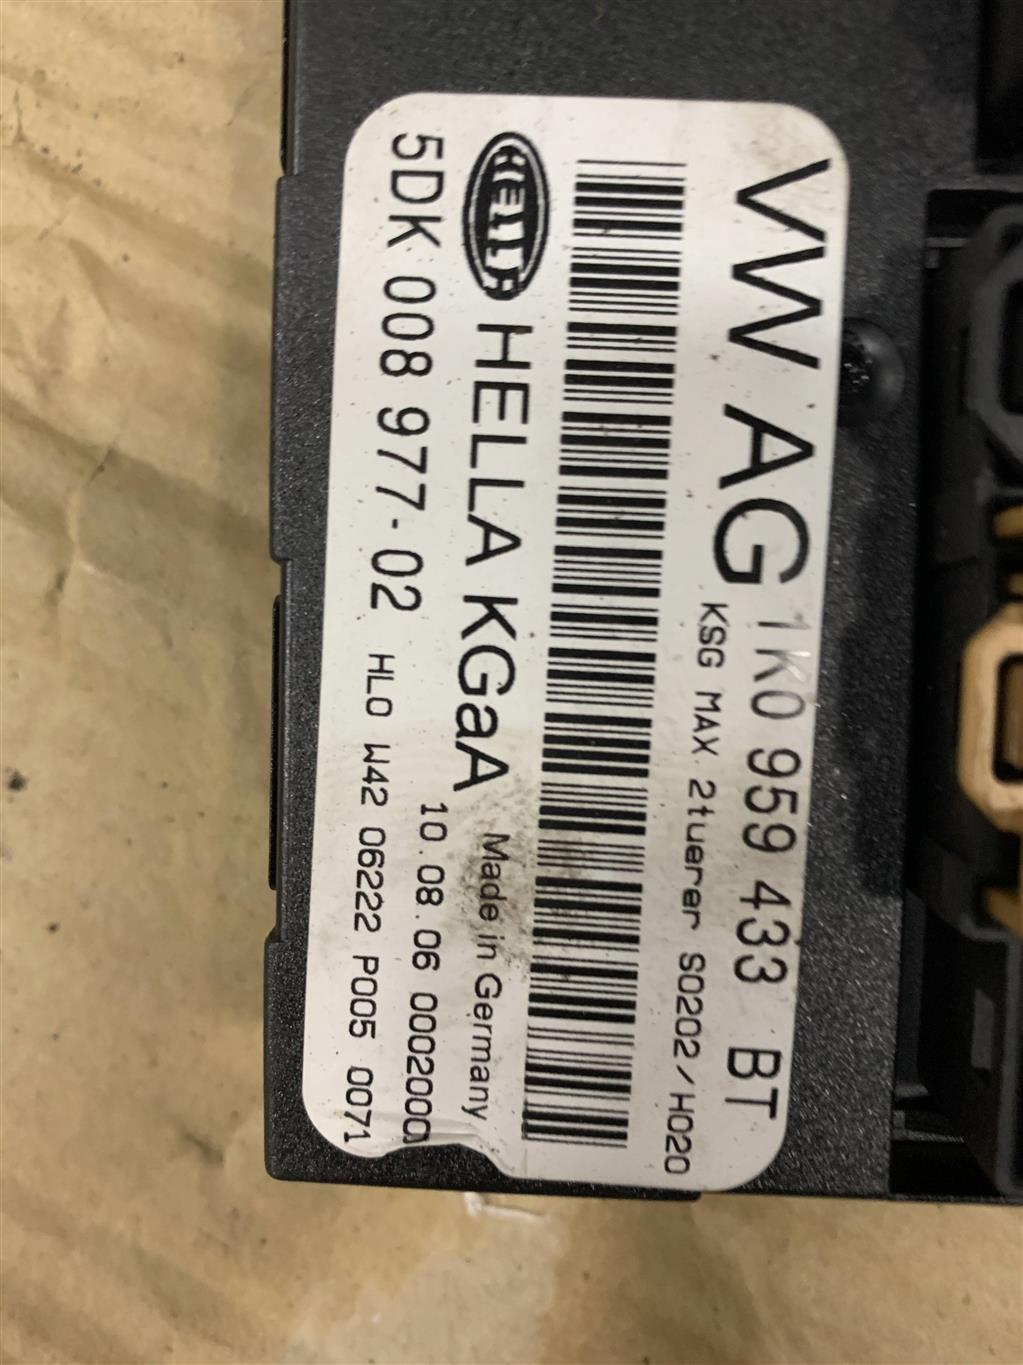 VW AG 1K0 959 433 BT
KSG MAX 2tuerer S0202/H020
HELLA HELLA KGaA Made in Germany
10.08.06 0002000
5DK 008 977-02 HLO W42 06222 P005 0071